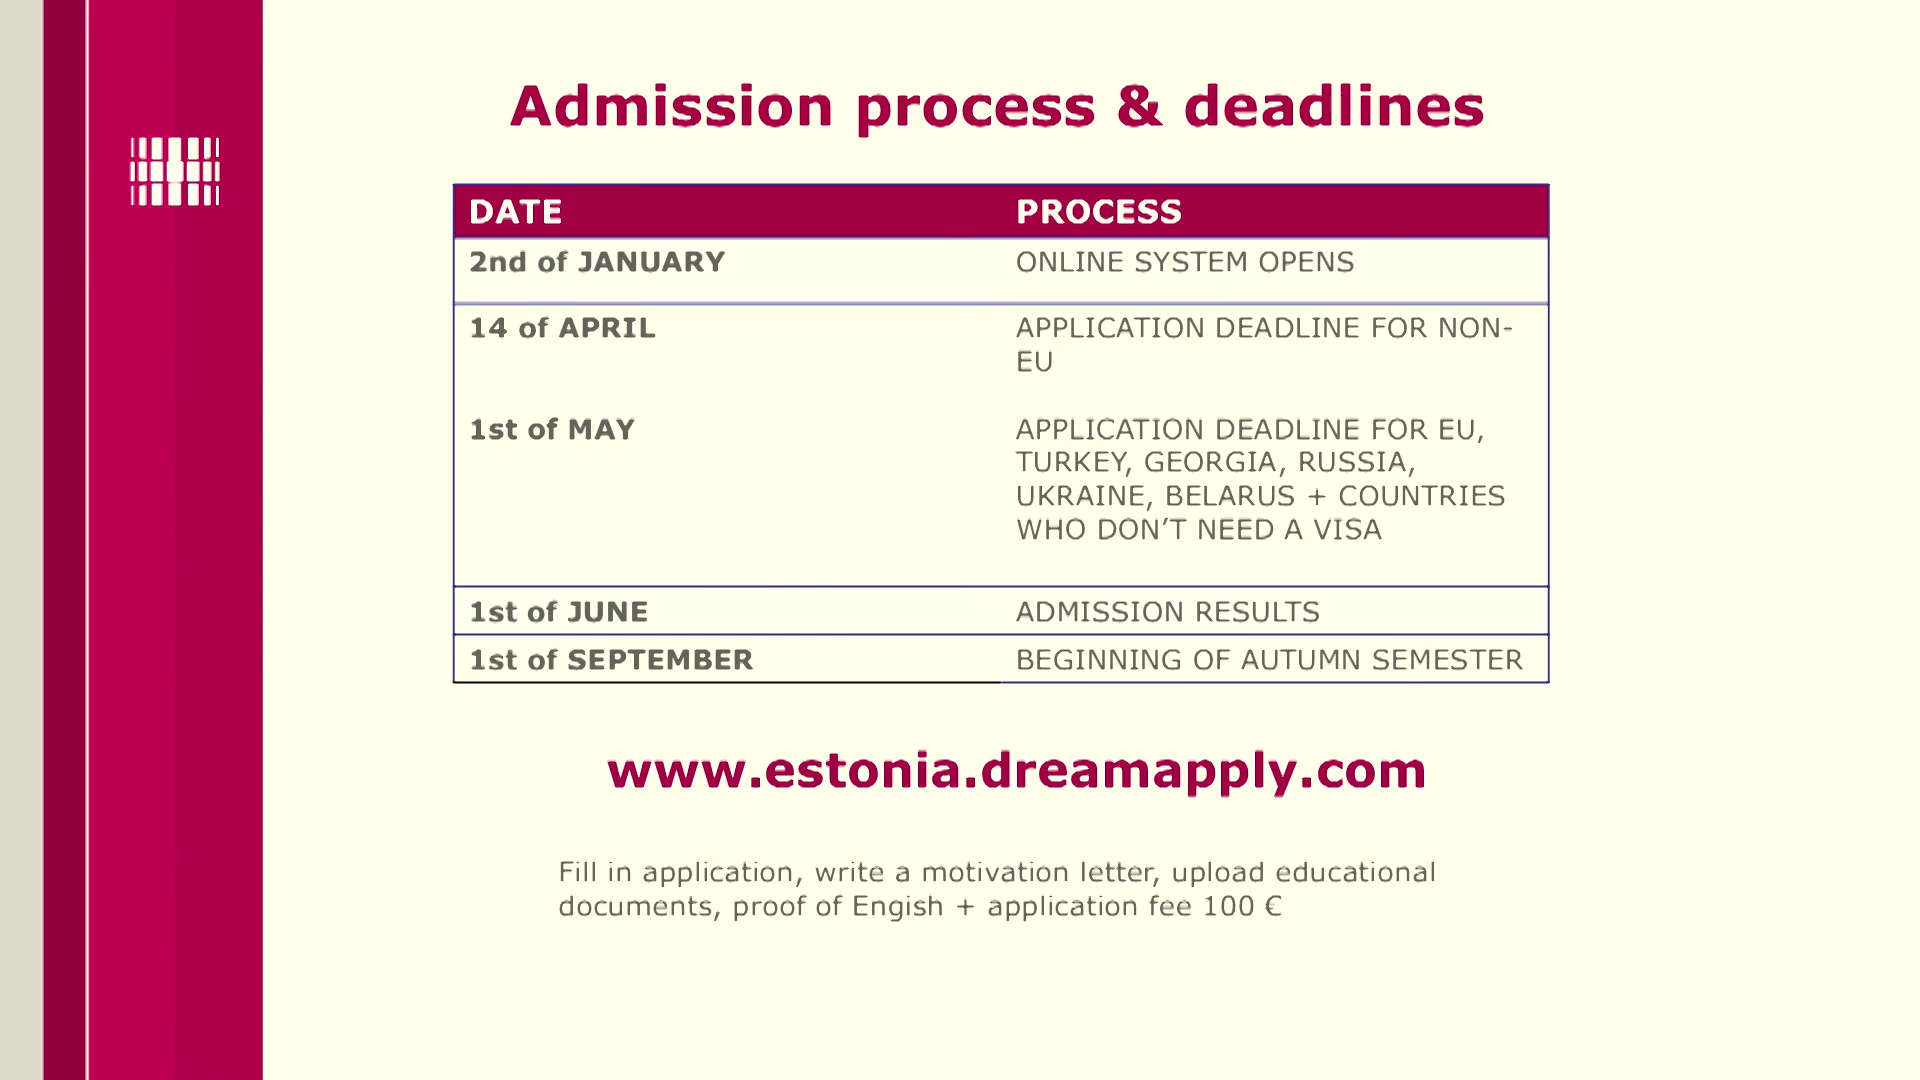 Admission process & deadlines
DATE PROCESS
2nd of JANUARY ONLINE SYSTEM OPENS
14 of APRIL APPLICATION DEADLINE FOR NON-
EU
1st of MAY APPLICATION DEADLINE FOR EU,
TURKEY, GEORGIA, RUSSIA,
UKRAINE, BELARUS + COUNTRIES
WHO DON’T NEED A VISA
1st of JUNE ADMISSION RESULTS
1st of SEPTEMBER BEGINNING OF AUTUMN SEMESTER
www.estonia.dreamapply.com
Fill in application, write a motivation letter, upload educational
documents, proof of Engish + application fee 100 €